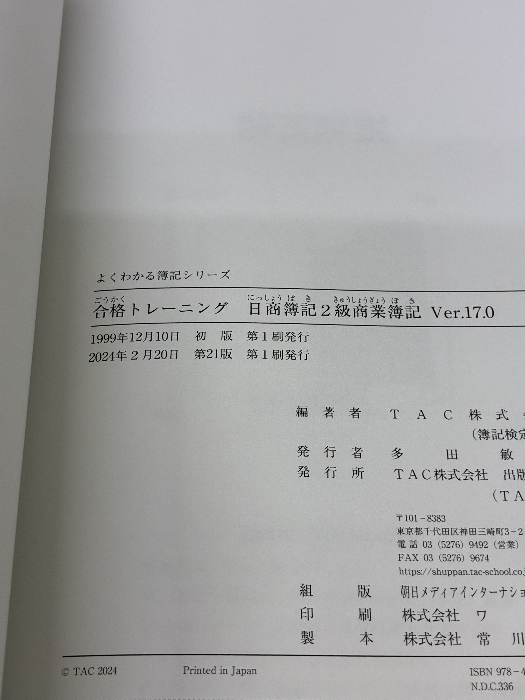 よくわかる簿記シリーズ
ごうかく にっしょうぼき きゅうしょうぎょうぼき
合格トレーニング 日商簿記2級商業簿記 Ver.17.0
1999年12月10日 初 版 第1刷発行
2024年2月20日 第21版 第1刷発行
編著者 TAC株式
(簿記検定
発行者 多田敏
発行所 TAC株式会社 出版
(TA
〒101-8383
東京都千代田区神田三崎町3-2
電話 03 (5276) 9492 (営業)
FAX 03 (5276) 9674
https://shuppan.tac-school.co.
組版 朝日メディアインターナショ
印刷 株式会社 ワ
製本 株式会社 常川
© TAC 2024 Printed in Japan ISBN 978-4
N.D.C.336